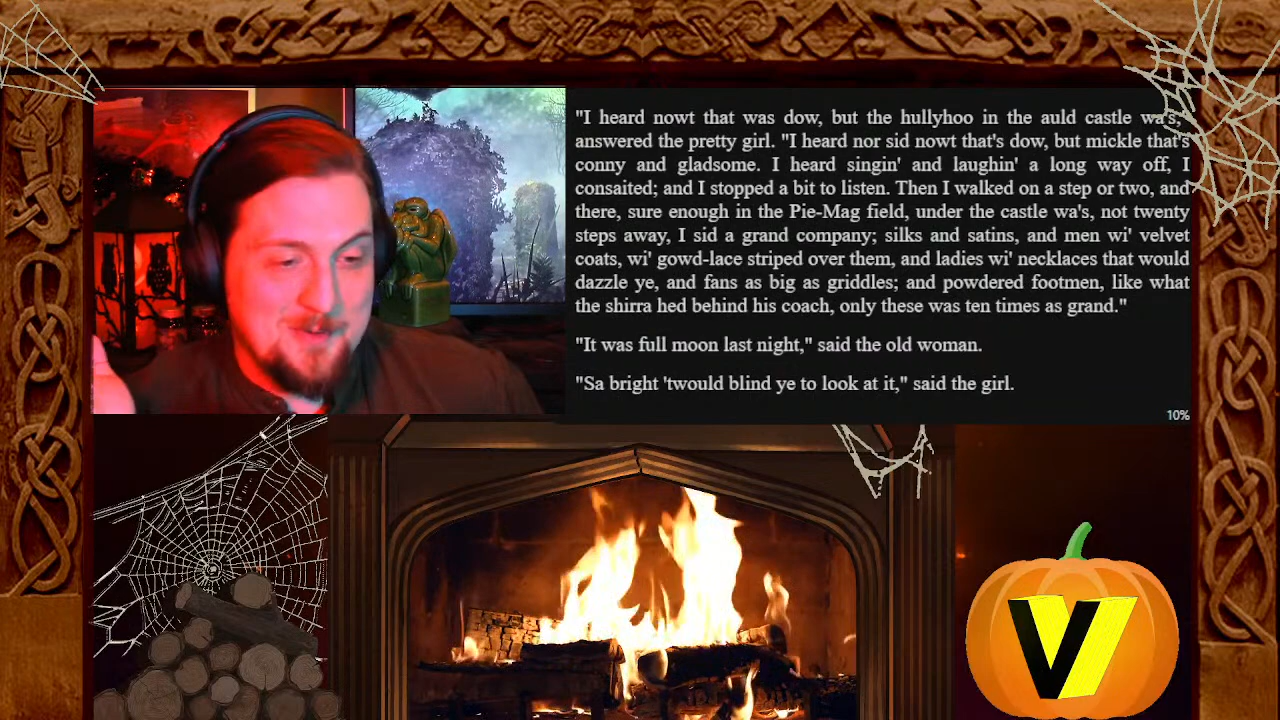 "I heard nowt that was dow, but the hullyhoo in the auld castle wa's,"
answered the pretty girl. "I heard nor sid nowt that's dow, but mickle that's
conny and gladsome. I heard singin' and laughin' a long way off, I
consaited; and I stopped a bit to listen. Then I walked on a step or two, and
there, sure enough in the Pie-Mag field, under the castle wa's, not twenty
steps away, I sid a grand company; silks and satins, and men wi' velvet
coats, wi' gowd-lace striped over them, and ladies wi' necklaces that would
dazzle ye, and fans as big as griddles; and powdered footmen, like what
the shirra hed behind his coach, only these was ten times as grand."
"It was full moon last night," said the old woman.
"Sa bright 'twould blind ye to look at it," said the girl.
10%
V